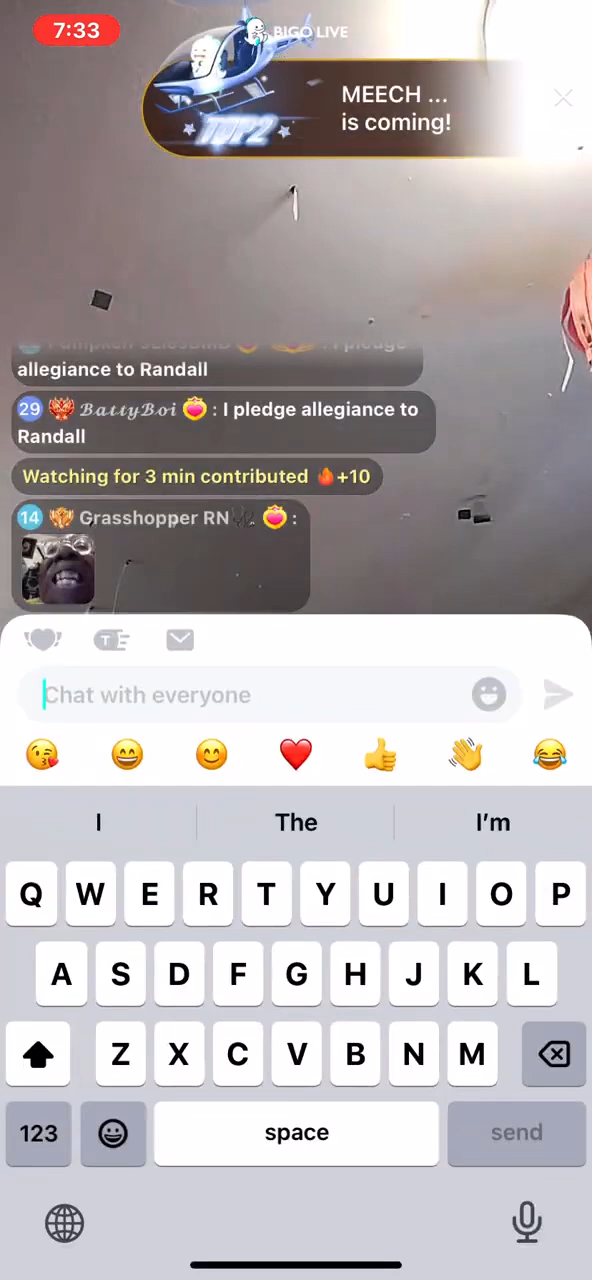 7:33
BIGO LIVE
MEECH ...
is coming!
TOP2
allegiance to Randall
29 BattyBoi : I pledge allegiance to
Randall
Watching for 3 min contributed 🔥+10
14 Grasshopper RN :
Chat with everyone
😘 😄 😊 ❤️ 👍 👋 😂
I The I'm
Q W E R T Y U I O P
A S D F G H J K L
Z X C V B N M
123 space send